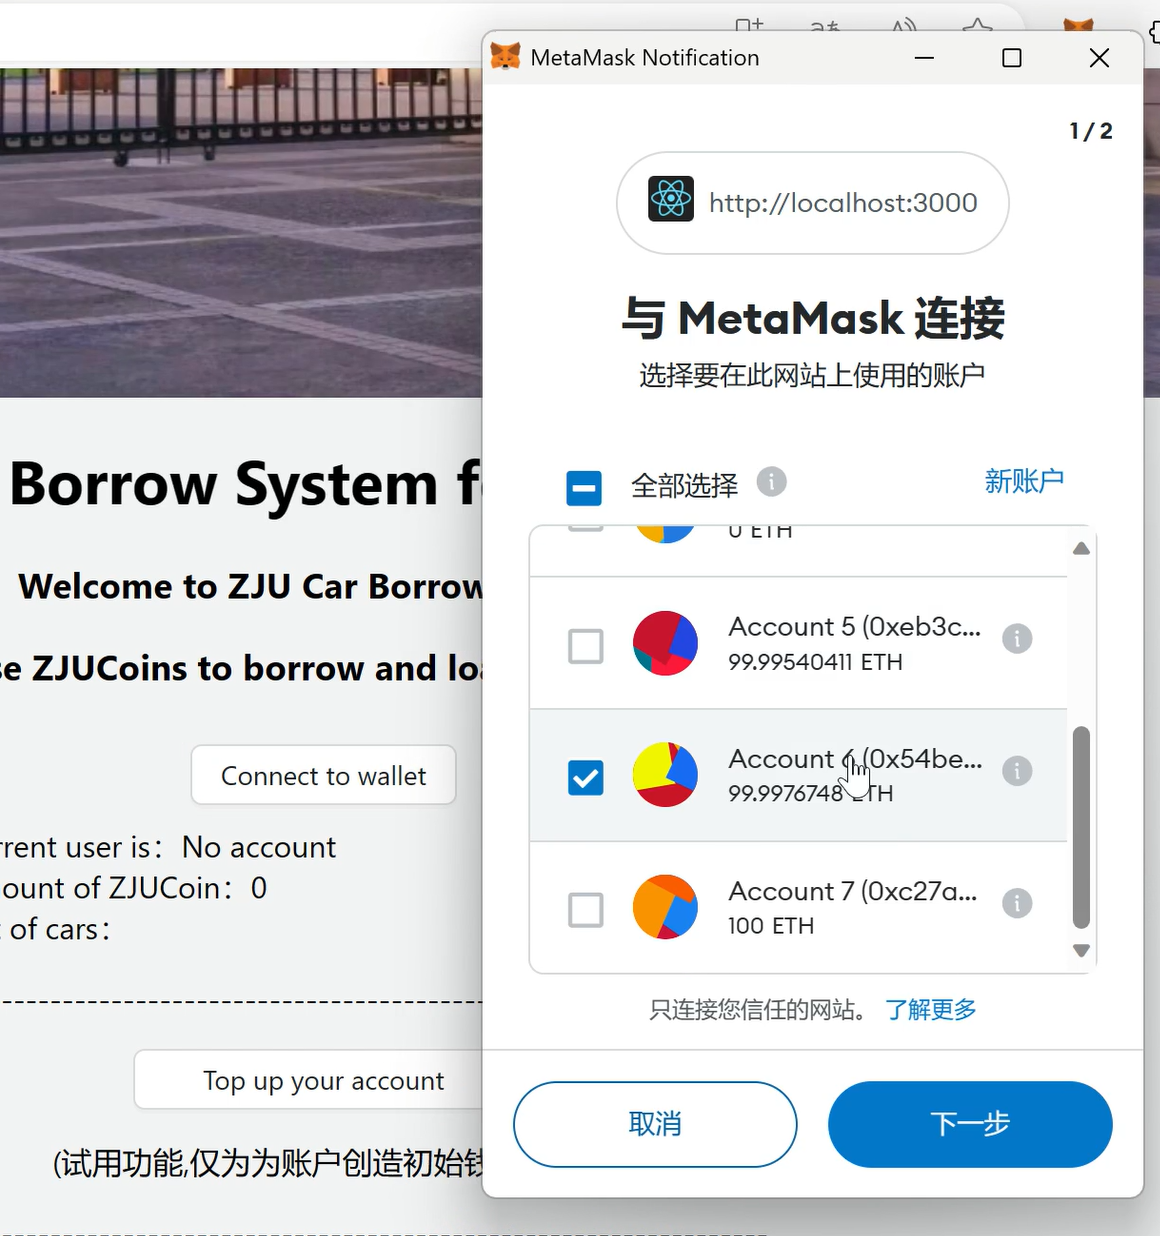 MetaMask Notification
1 / 2
http://localhost:3000
与 MetaMask 连接
选择要在此网站上使用的账户
全部选择
新账户
0 ETH
Account 5 (0xeb3c...
99.99540411 ETH
Account 6 (0x54be...
99.9976748 ETH
Account 7 (0xc27a...
100 ETH
只连接您信任的网站。 了解更多
取消
下一步
Borrow System f
Welcome to ZJU Car Borrow
se ZJUCoins to borrow and loa
Connect to wallet
rrent user is：No account
ount of ZJUCoin：0
t of cars：
Top up your account
(试用功能,仅为为账户创造初始钱